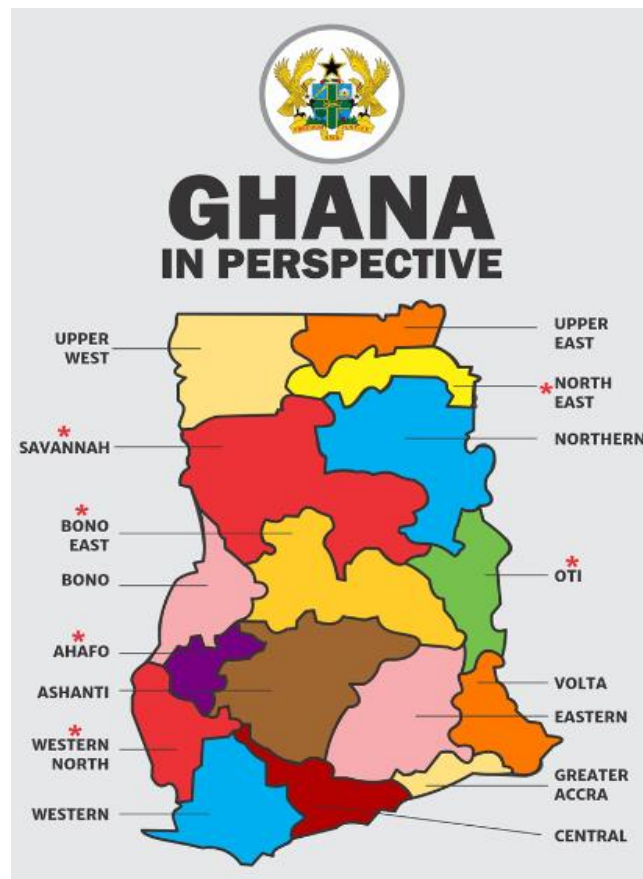 GHANA
IN PERSPECTIVE
UPPER
WEST
*
SAVANNAH
*
BONO
EAST
BONO
*
AHAFO
ASHANTI
*
WESTERN
NORTH
WESTERN
UPPER
EAST
*NORTH
EAST
NORTHERN
*
OTI
VOLTA
EASTERN
GREATER
ACCRA
CENTRAL